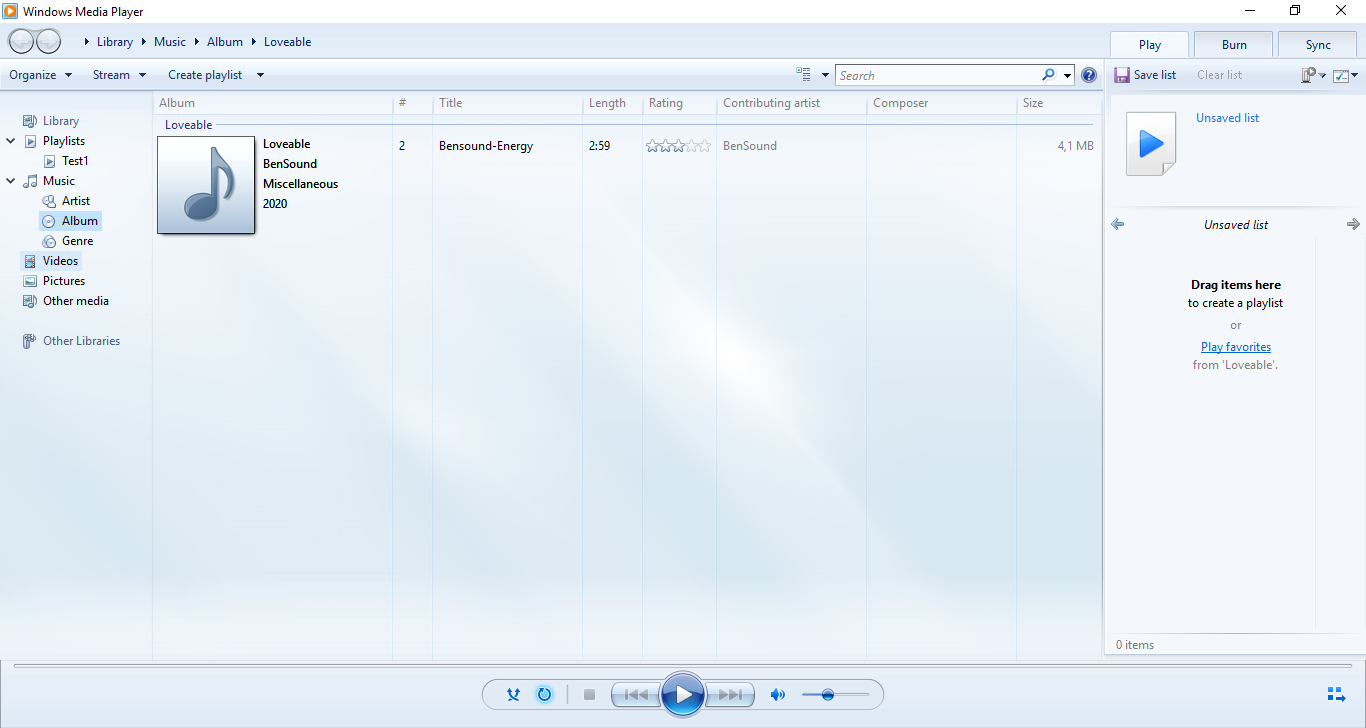 Windows Media Player
Library Music Album Loveable
Play Burn Sync
Organize Stream Create playlist Search Save list Clear list
Album # Title Length Rating Contributing artist Composer Size
Library
Playlists
Test1
Music
Artist
Album
Genre
Videos
Pictures
Other media
Other Libraries
Loveable
Loveable 2 Bensound-Energy 2:59 BenSound 4,1 MB
BenSound
Miscellaneous
2020
Unsaved list
Unsaved list
Drag items here
to create a playlist
or
Play favorites
from 'Loveable'.
0 items